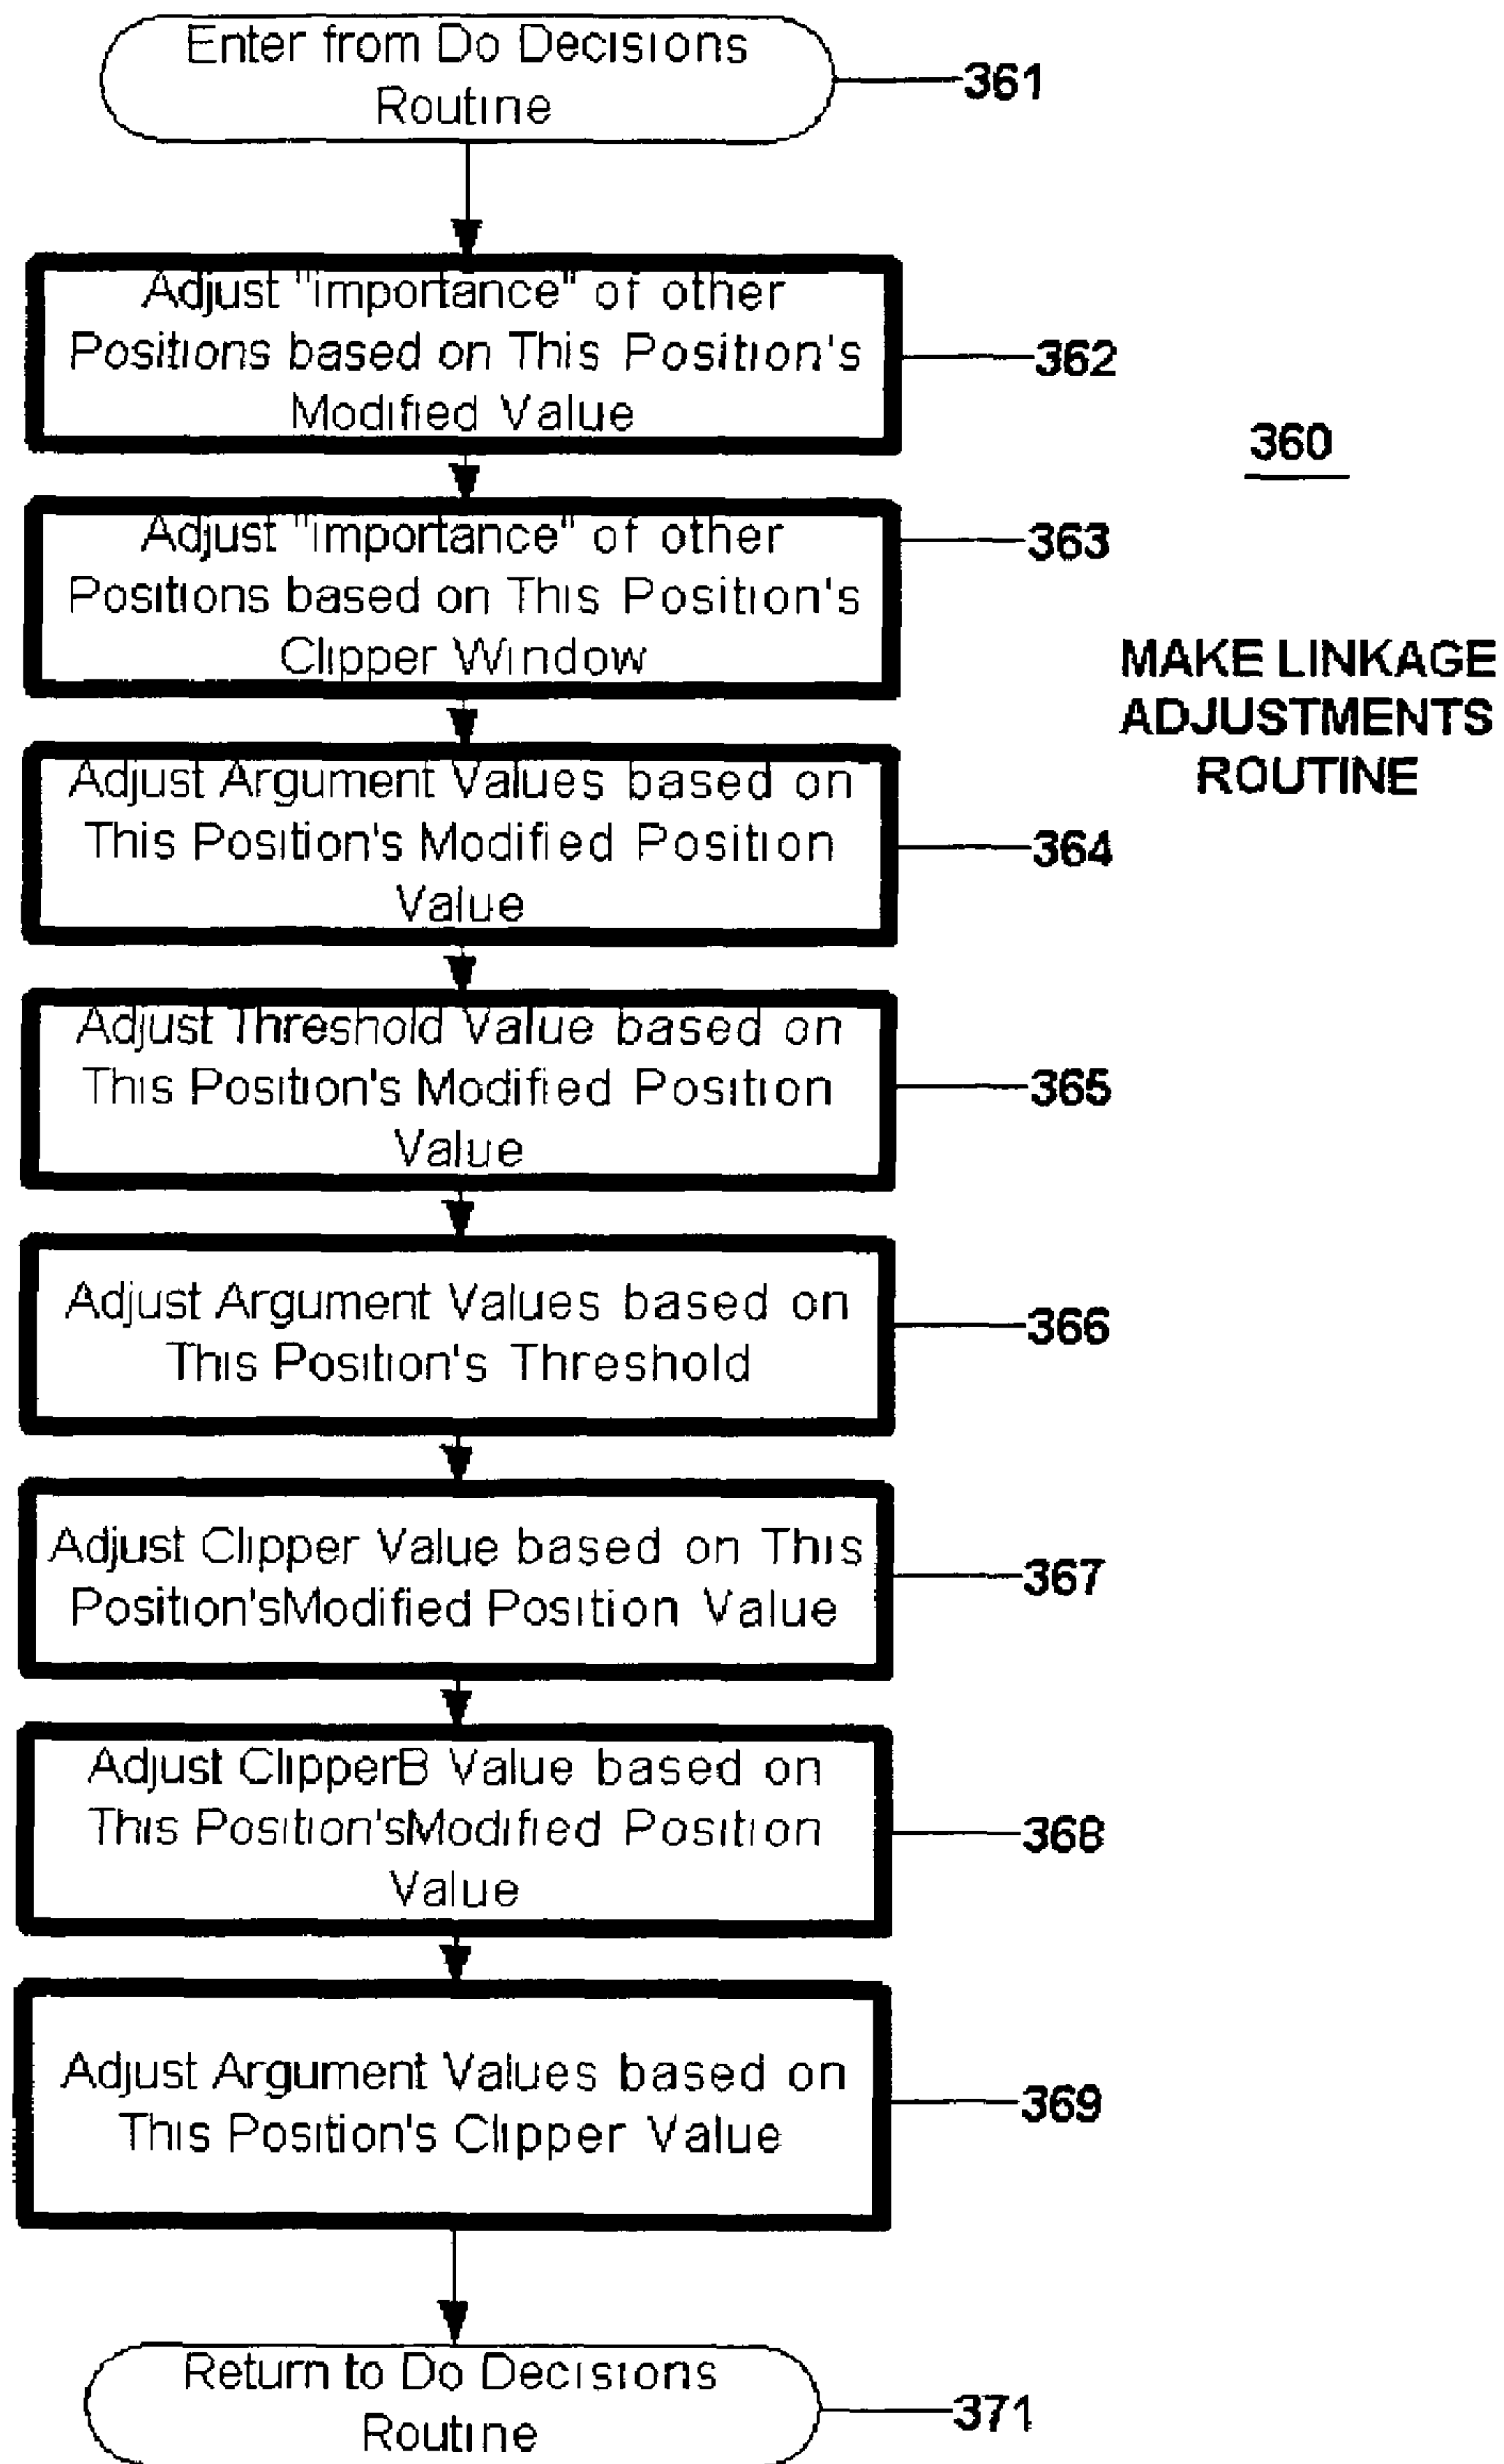 Enter from Do Decisions
Routine
361
Adjust "Importance" of other
Positions based on This Position's
Modified Value
362
360
Adjust "Importance" of other
Positions based on This Position's
Clipper Window
363
MAKE LINKAGE
ADJUSTMENTS
ROUTINE
Adjust Argument Values based on
This Position's Modified Position
Value
364
Adjust Threshold Value based on
This Position's Modified Position
Value
365
Adjust Argument Values based on
This Position's Threshold
366
Adjust Clipper Value based on This
Position'sModified Position Value
367
Adjust ClipperB Value based on
This Position'sModified Position
Value
368
Adjust Argument Values based on
This Position's Clipper Value
369
Return to Do Decisions
Routine
371